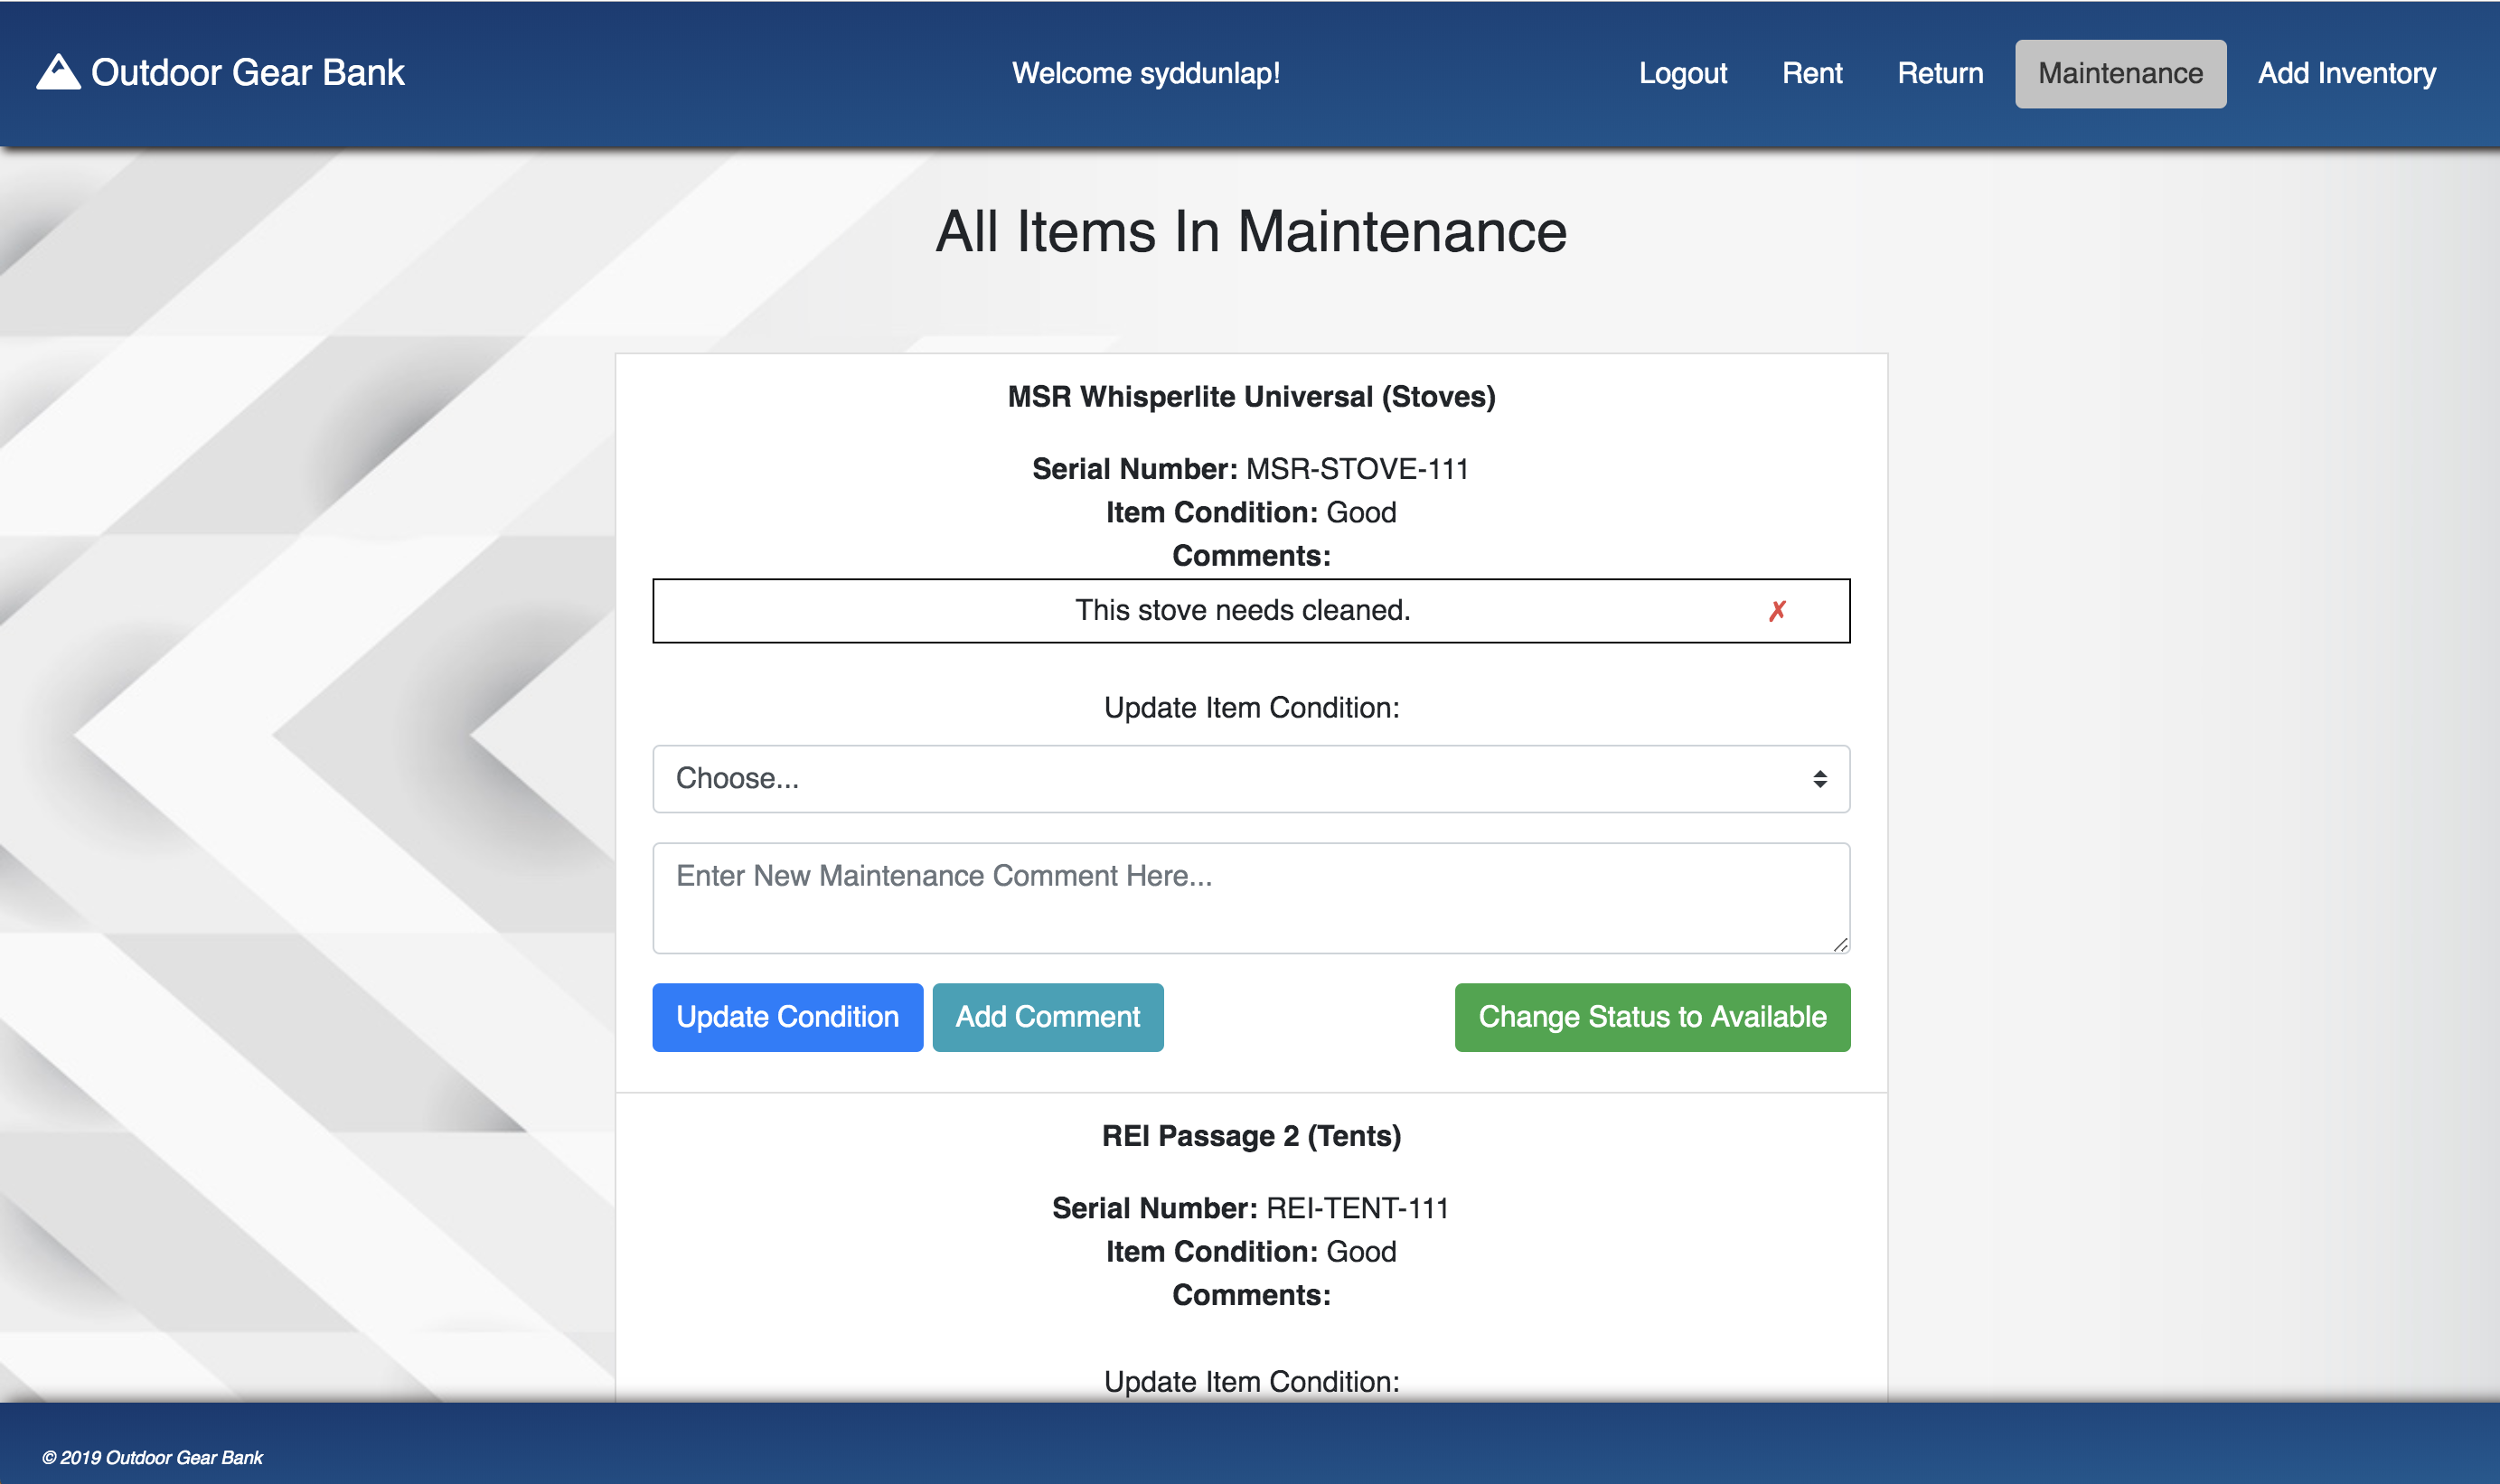 Outdoor Gear Bank
Welcome syddunlap!
Logout Rent Return Maintenance Add Inventory
All Items In Maintenance
MSR Whisperlite Universal (Stoves)
Serial Number: MSR-STOVE-111
Item Condition: Good
Comments:
This stove needs cleaned. ✗
Update Item Condition:
Choose...
Enter New Maintenance Comment Here...
Update Condition Add Comment Change Status to Available
REI Passage 2 (Tents)
Serial Number: REI-TENT-111
Item Condition: Good
Comments:
Update Item Condition:
© 2019 Outdoor Gear Bank